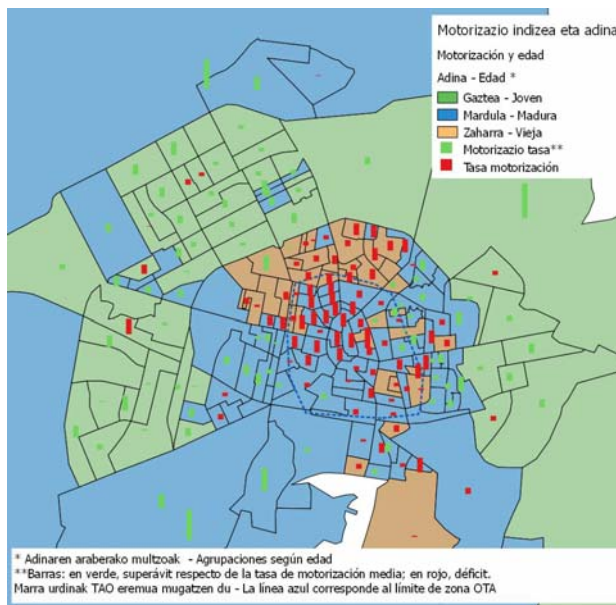 Motorizazio indizea eta adina
Motorización y edad
Adina - Edad *
Gaztea - Joven
Mardula - Madura
Zaharra - Vieja
Motorizazio tasa**
Tasa motorización
* Adinaren araberako multzoak - Agrupaciones según edad
**Barras: en verde, superávit respecto de la tasa de motorización media; en rojo, déficit.
Marra urdinak TAO eremua mugatzen du - La línea azul corresponde al límite de zona OTA